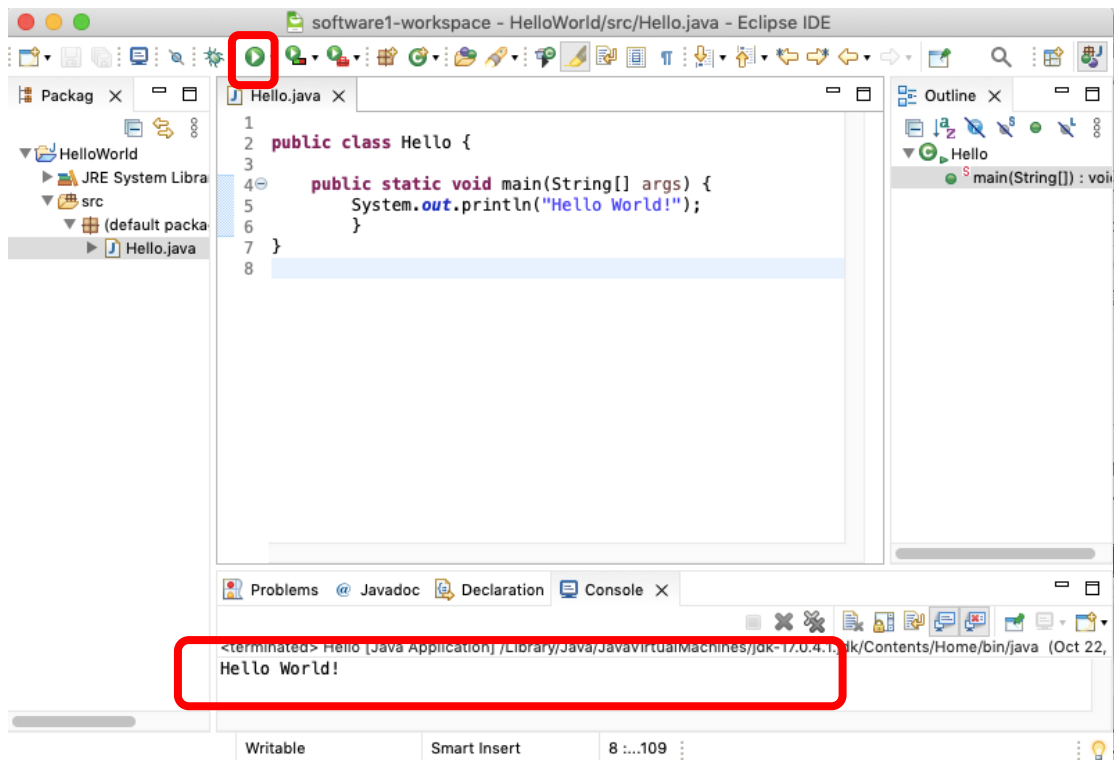 software1-workspace - HelloWorld/src/Hello.java - Eclipse IDE
Packag
HelloWorld
JRE System Libra
src
(default packa
Hello.java
Hello.java
1
2 public class Hello {
3
4 public static void main(String[] args) {
5 System.out.println("Hello World!");
6 }
7 }
8
Outline
Hello
main(String[]) : voi
Problems @ Javadoc Declaration Console
<terminated> Hello [Java Application] /Library/Java/JavaVirtualMachines/jdk-17.0.4.1.jdk/Contents/Home/bin/java (Oct 22,
Hello World!
Writable Smart Insert 8 :...109